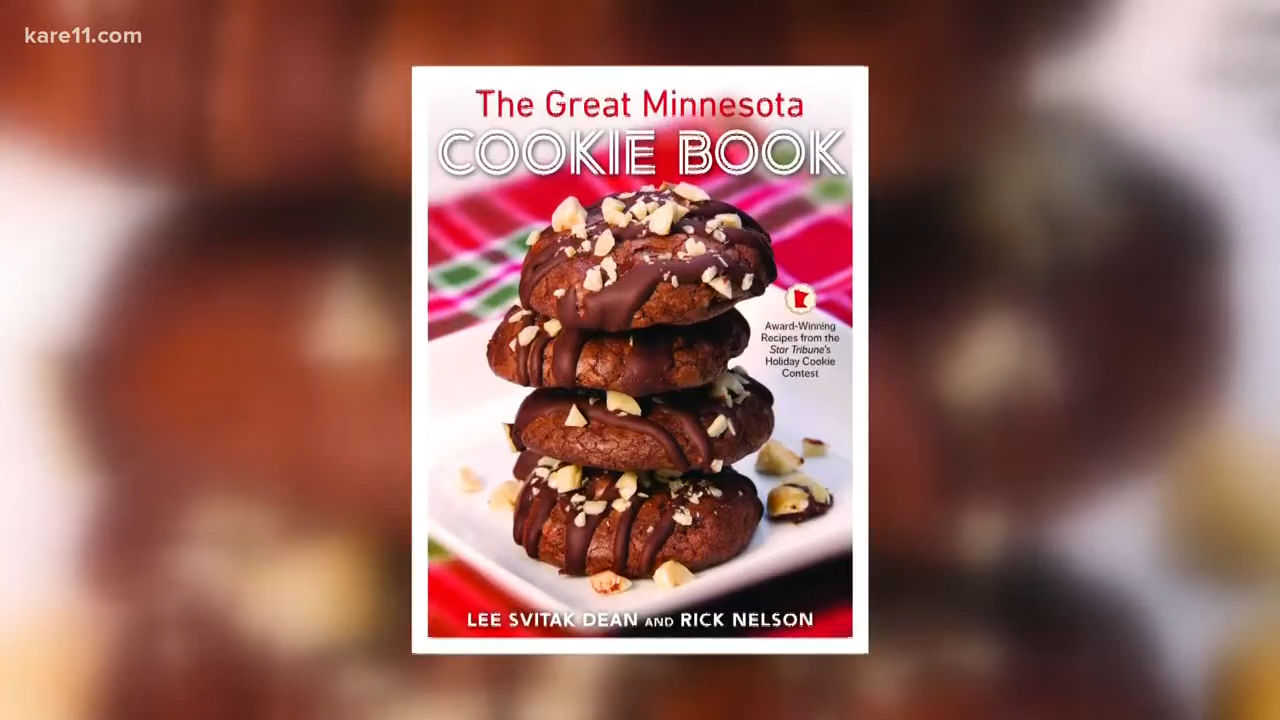 kare11.com
The Great Minnesota
COOKIE BOOK
Award-Winning
Recipes from the
Star Tribune's
Holiday Cookie
Contest
LEE SVITAK DEAN AND RICK NELSON